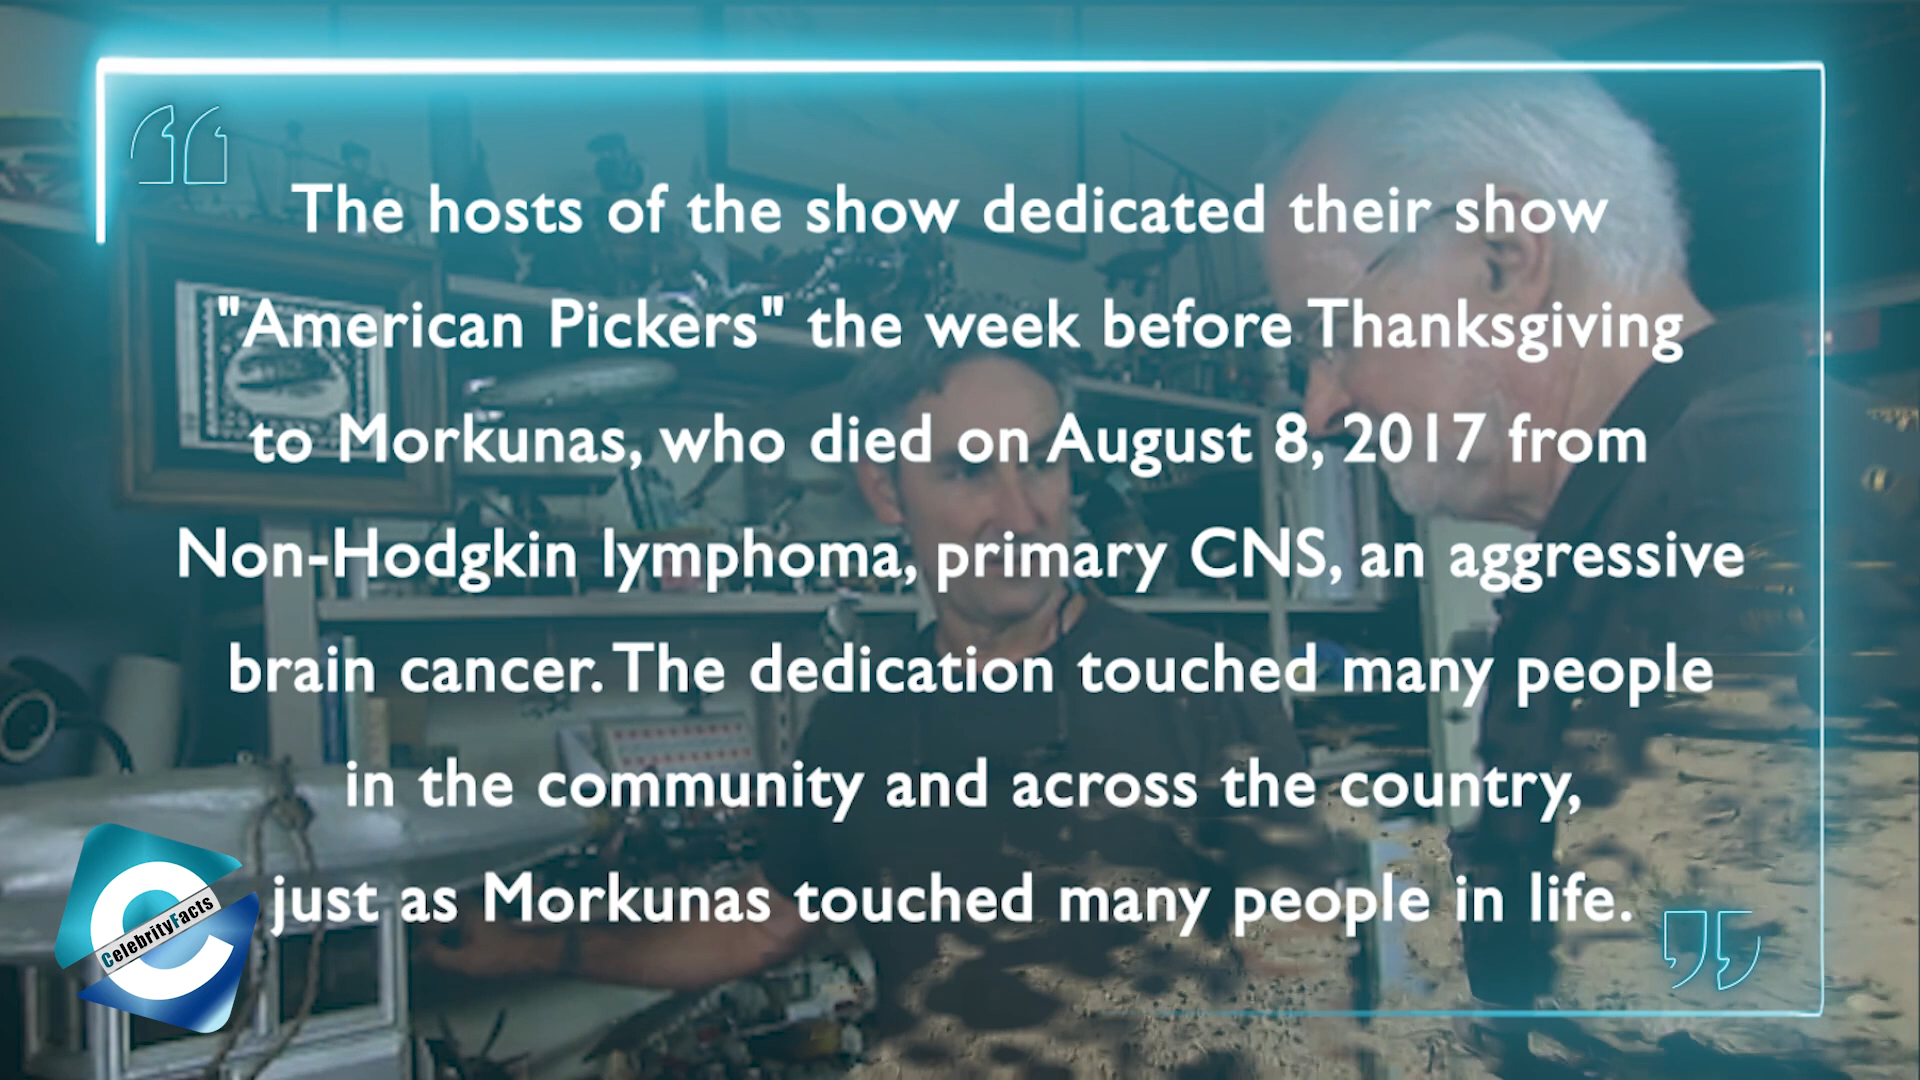 The hosts of the show dedicated their show
"American Pickers" the week before Thanksgiving
to Morkunas, who died on August 8, 2017 from
Non-Hodgkin lymphoma, primary CNS, an aggressive
brain cancer. The dedication touched many people
in the community and across the country,
just as Morkunas touched many people in life.
CelebrityFacts